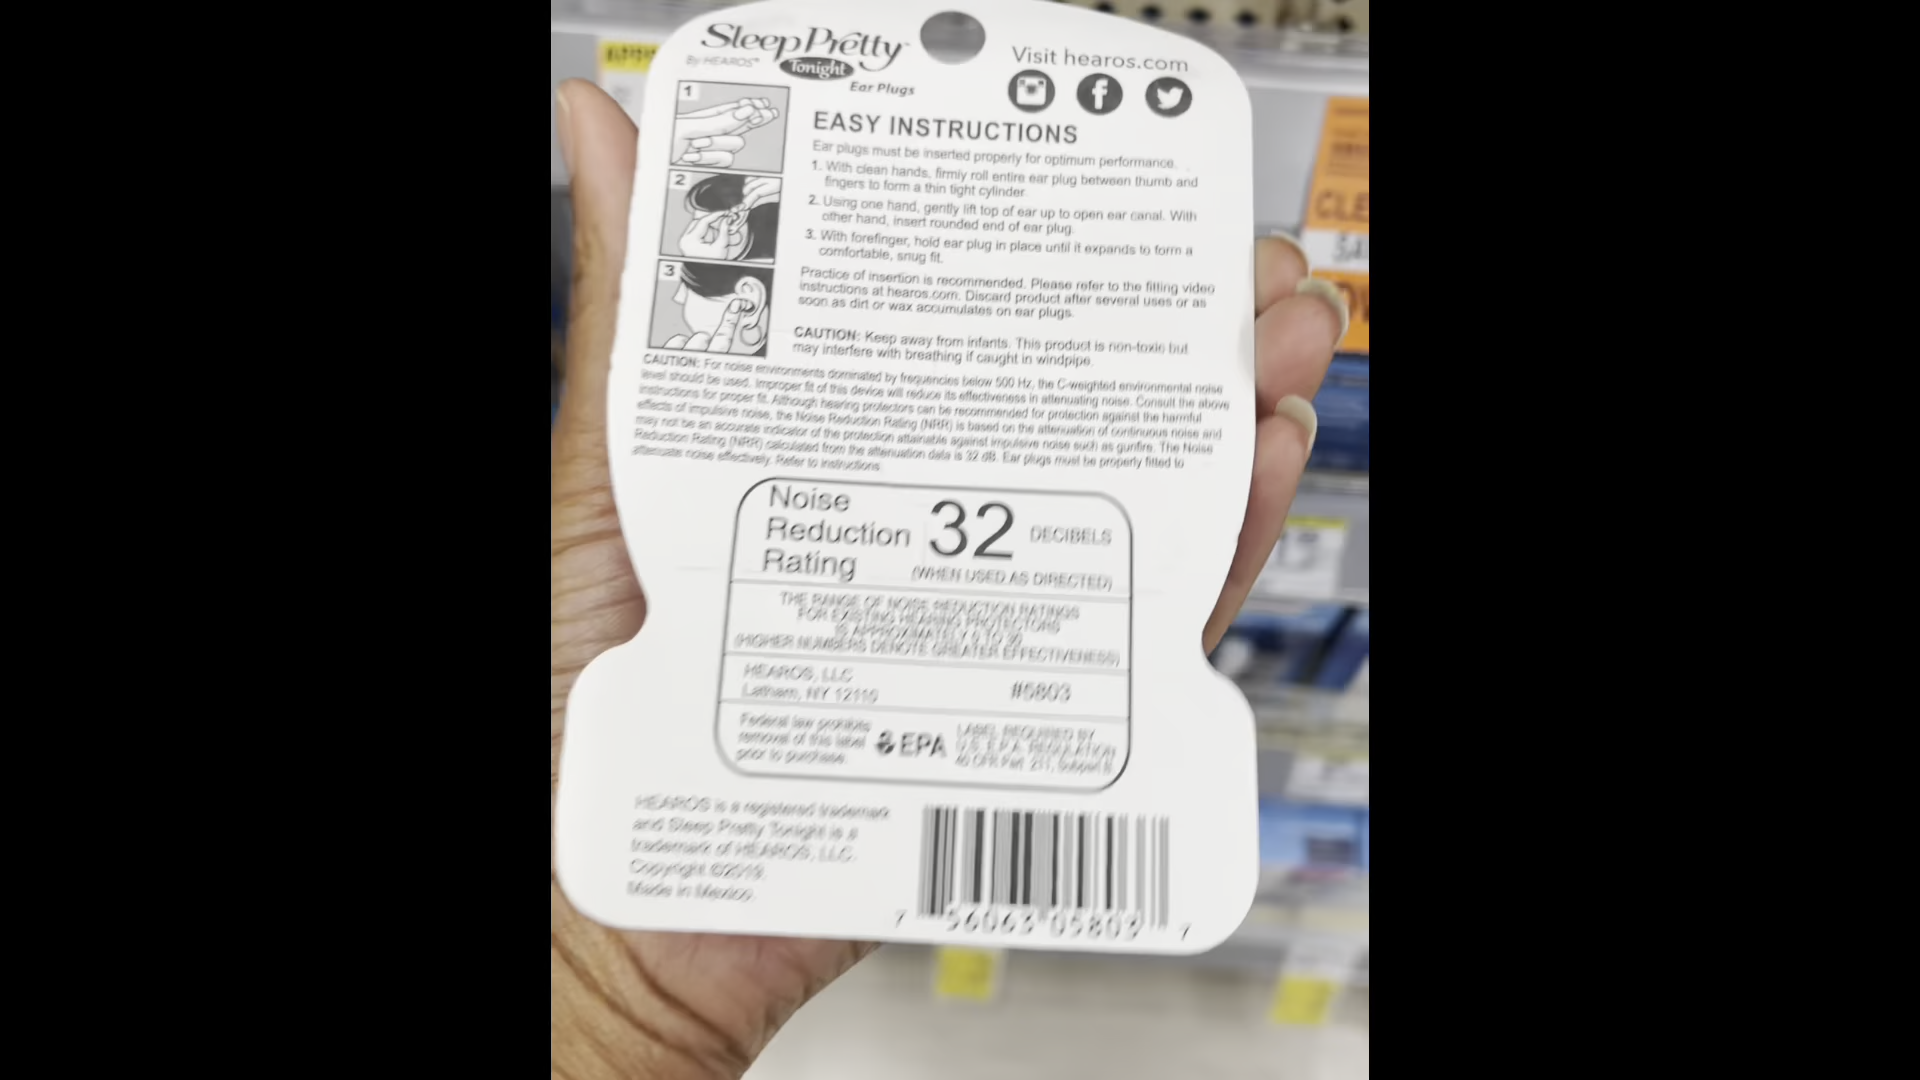 Sleep Pretty
By HEAROS
Tonight
Ear Plugs
Visit hearos.com
1
2
3
EASY INSTRUCTIONS
Ear plugs must be inserted properly for optimum performance.
1. With clean hands, firmly roll entire ear plug between thumb and
fingers to form a thin tight cylinder.
2. Using one hand, gently lift top of ear up to open ear canal. With
other hand, insert rounded end of ear plug.
3. With forefinger, hold ear plug in place until it expands to form a
comfortable, snug fit.
Practice of insertion is recommended. Please refer to the fitting video
instructions at hearos.com. Discard product after several uses or as
soon as dirt or wax accumulates on ear plugs.
CAUTION: Keep away from infants. This product is non-toxic but
may interfere with breathing if caught in windpipe.
CAUTION: For noise environments dominated by frequencies below 500 Hz, the C-weighted environmental noise
level should be used. Improper fit of this device will reduce its effectiveness in attenuating noise. Consult the above
instructions for proper fit. Although hearing protectors can be recommended for protection against the harmful
effects of impulsive noise, the Noise Reduction Rating (NRR) is based on the attenuation of continuous noise and
may not be an accurate indicator of the protection attainable against impulsive noise such as gunfire. The Noise
Reduction Rating (NRR) calculated from the attenuation data is 32 dB. Ear plugs must be properly fitted to
attenuate noise effectively. Refer to instructions.
Noise
Reduction
Rating
32 DECIBELS
(WHEN USED AS DIRECTED)
THE RANGE OF NOISE REDUCTION RATINGS
FOR EXISTING HEARING PROTECTORS
IS APPROXIMATELY 0 TO
(HIGHER NUMBERS DENOTE GREATER EFFECTIVENESS)
HEAROS, LLC
Latham, NY 12110
#5803
Federal law prohibits
removal of this label
prior to purchase.
EPA
LABEL REQUIRED BY
U.S. E.P.A. REGULATION
40 CFR Part 211, Subpart B
HEAROS is a registered trademark
and Sleep Pretty Tonight is a
trademark of HEAROS, LLC.
Copyright ©2019.
Made in Mexico
7 56063 05803 7
CLE